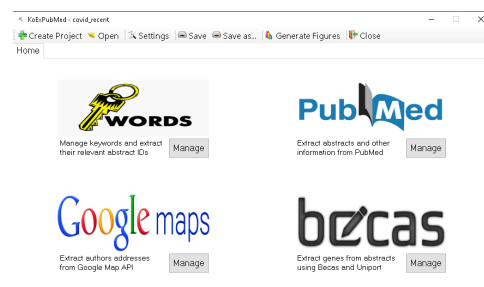 KoEsPubMed - covid_recent
Create Project Open Settings Save Save as... Generate Figures Close
Home
WORDS
Manage keywords and extract
their relevant abstract IDs
Manage
PubMed
Extract abstracts and other
information from PubMed
Manage
Google maps
Extract authors addresses
from Google Map API
Manage
becas
Extract genes from abstracts
using Becas and Uniport
Manage